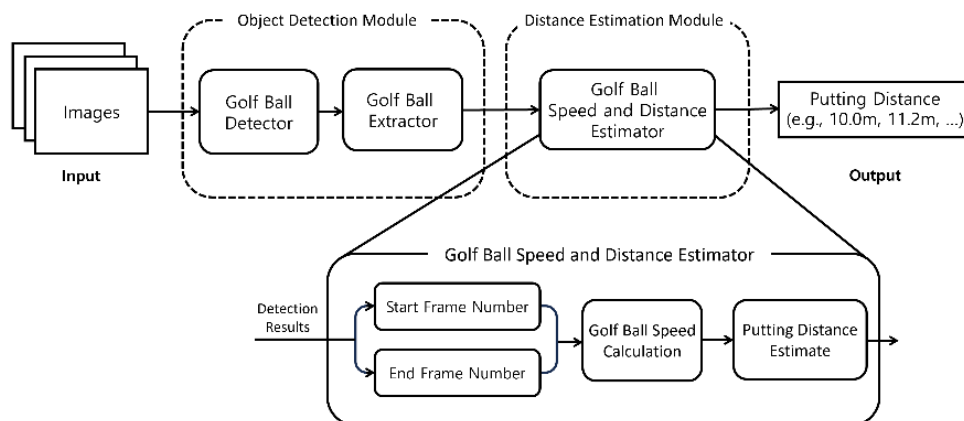 Object Detection Module
Distance Estimation Module
Images
Golf Ball
Detector
Golf Ball
Extractor
Golf Ball
Speed and Distance
Estimator
Putting Distance
(e.g., 10.0m, 11.2m, ...)
Input
Output
Golf Ball Speed and Distance Estimator
Detection
Results
Start Frame Number
End Frame Number
Golf Ball Speed
Calculation
Putting Distance
Estimate